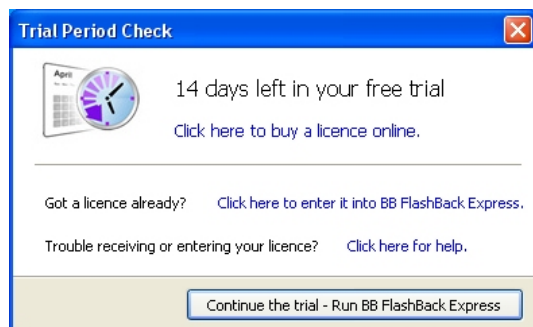 Trial Period Check
April
14 days left in your free trial
Click here to buy a licence online.
Got a licence already? Click here to enter it into BB FlashBack Express.
Trouble receiving or entering your licence? Click here for help.
Continue the trial - Run BB FlashBack Express